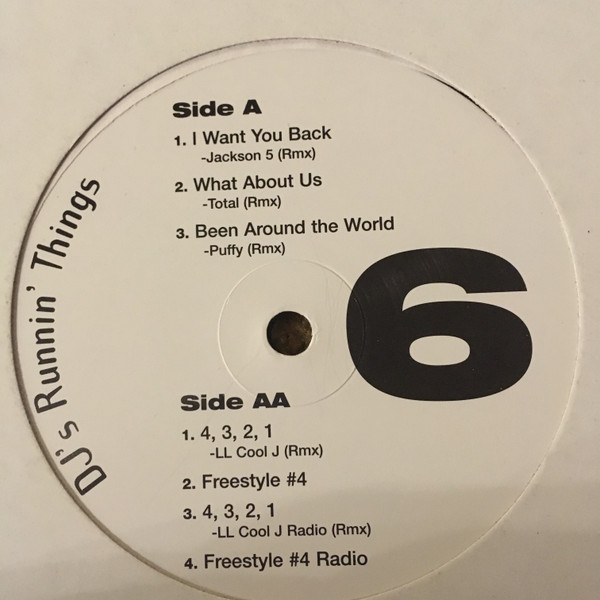 Side A
1. I Want You Back
-Jackson 5 (Rmx)
2. What About Us
-Total (Rmx)
3. Been Around the World
-Puffy (Rmx)
DJ's Runnin' Things
6
Side AA
1. 4, 3, 2, 1
-LL Cool J (Rmx)
2. Freestyle #4
3. 4, 3, 2, 1
-LL Cool J Radio (Rmx)
4. Freestyle #4 Radio